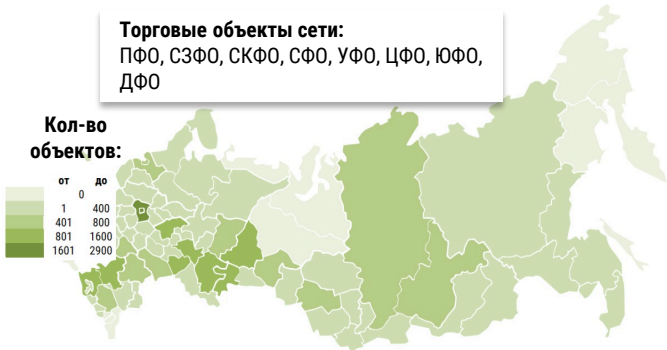 Торговые объекты сети:
ПФО, СЗФО, СКФО, СФО, УФО, ЦФО, ЮФО,
ДФО
Кол-во
объектов:
от до
0
1 400
401 800
801 1600
1601 2900